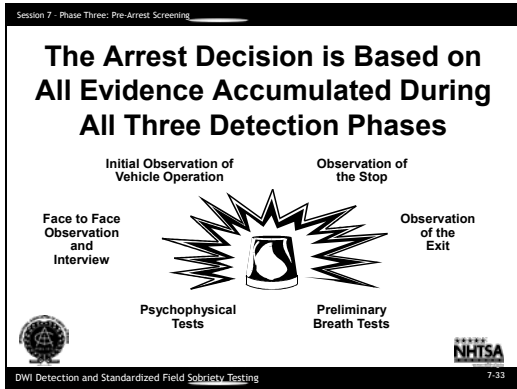 Session 7 - Phase Three: Pre-Arrest Screening
The Arrest Decision is Based on
All Evidence Accumulated During
All Three Detection Phases
Initial Observation of
Vehicle Operation
Observation of
the Stop
Face to Face
Observation
and
Interview
Observation
of the
Exit
Psychophysical
Tests
Preliminary
Breath Tests
NHTSA
DWI Detection and Standardized Field Sobriety Testing
7-33